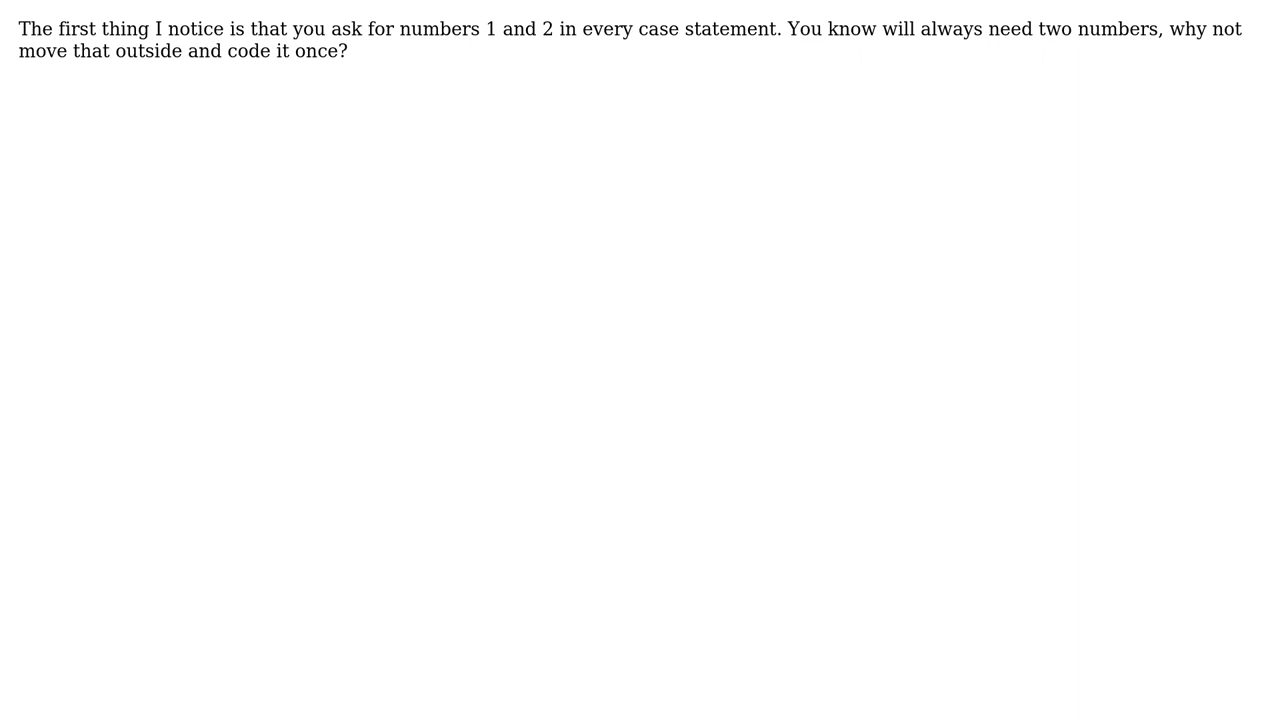 The first thing I notice is that you ask for numbers 1 and 2 in every case statement. You know will always need two numbers, why not
move that outside and code it once?